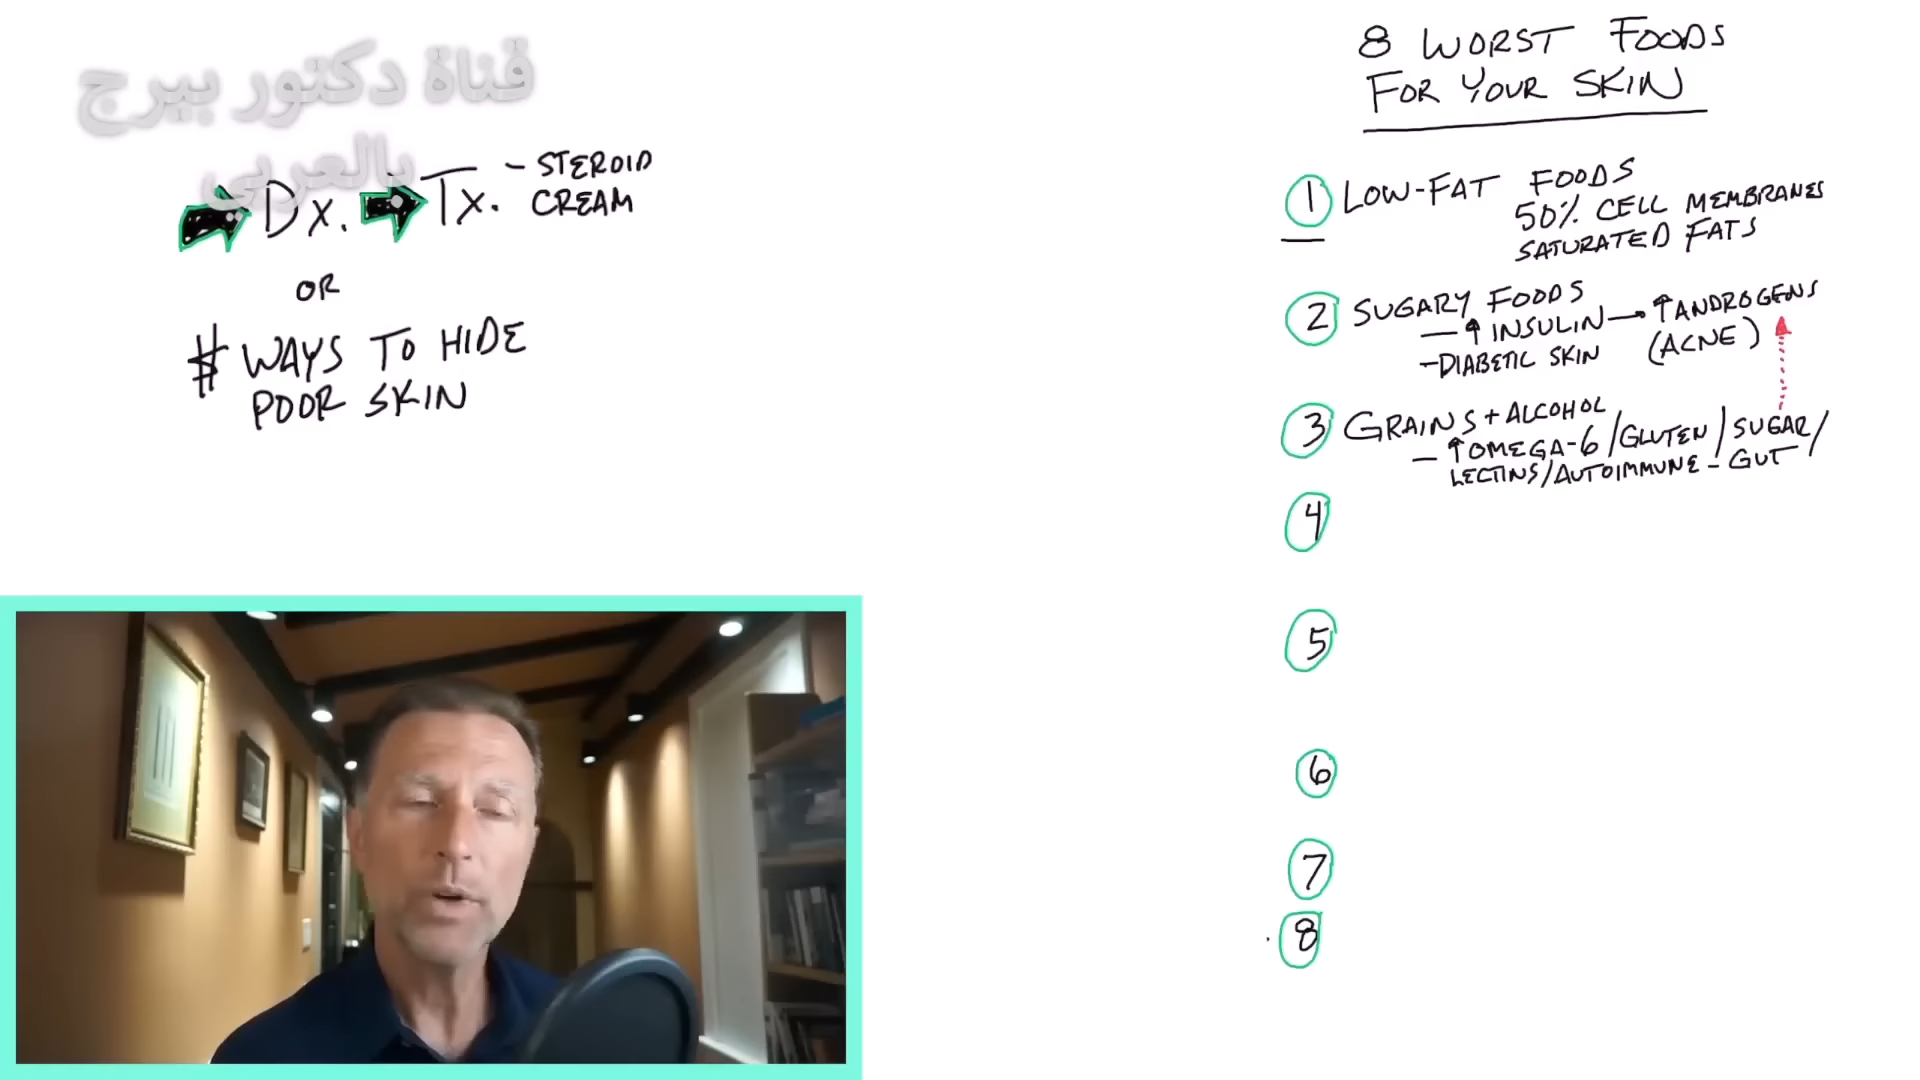 قناة دكتور بيرج
بالعربي
Dx. Tx. - STEROID
CREAM
OR
# WAYS TO HIDE
POOR SKIN
8 WORST FOODS
FOR YOUR SKIN
1 LOW-FAT FOODS
50% CELL MEMBRANES
SATURATED FATS
2 SUGARY FOODS
- ↑ INSULIN → ↑ ANDROGENS
- DIABETIC SKIN (ACNE)
3 GRAINS + ALCOHOL
- ↑ OMEGA-6 / GLUTEN / SUGAR /
LECTINS / AUTOIMMUNE - GUT
4
5
6
7
8